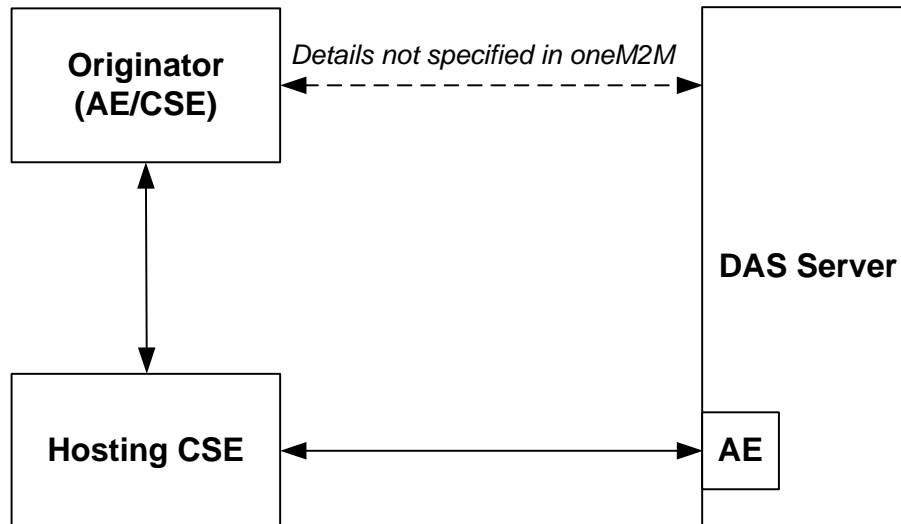 Originator
(AE/CSE)
Details not specified in oneM2M
DAS Server
Hosting CSE
AE